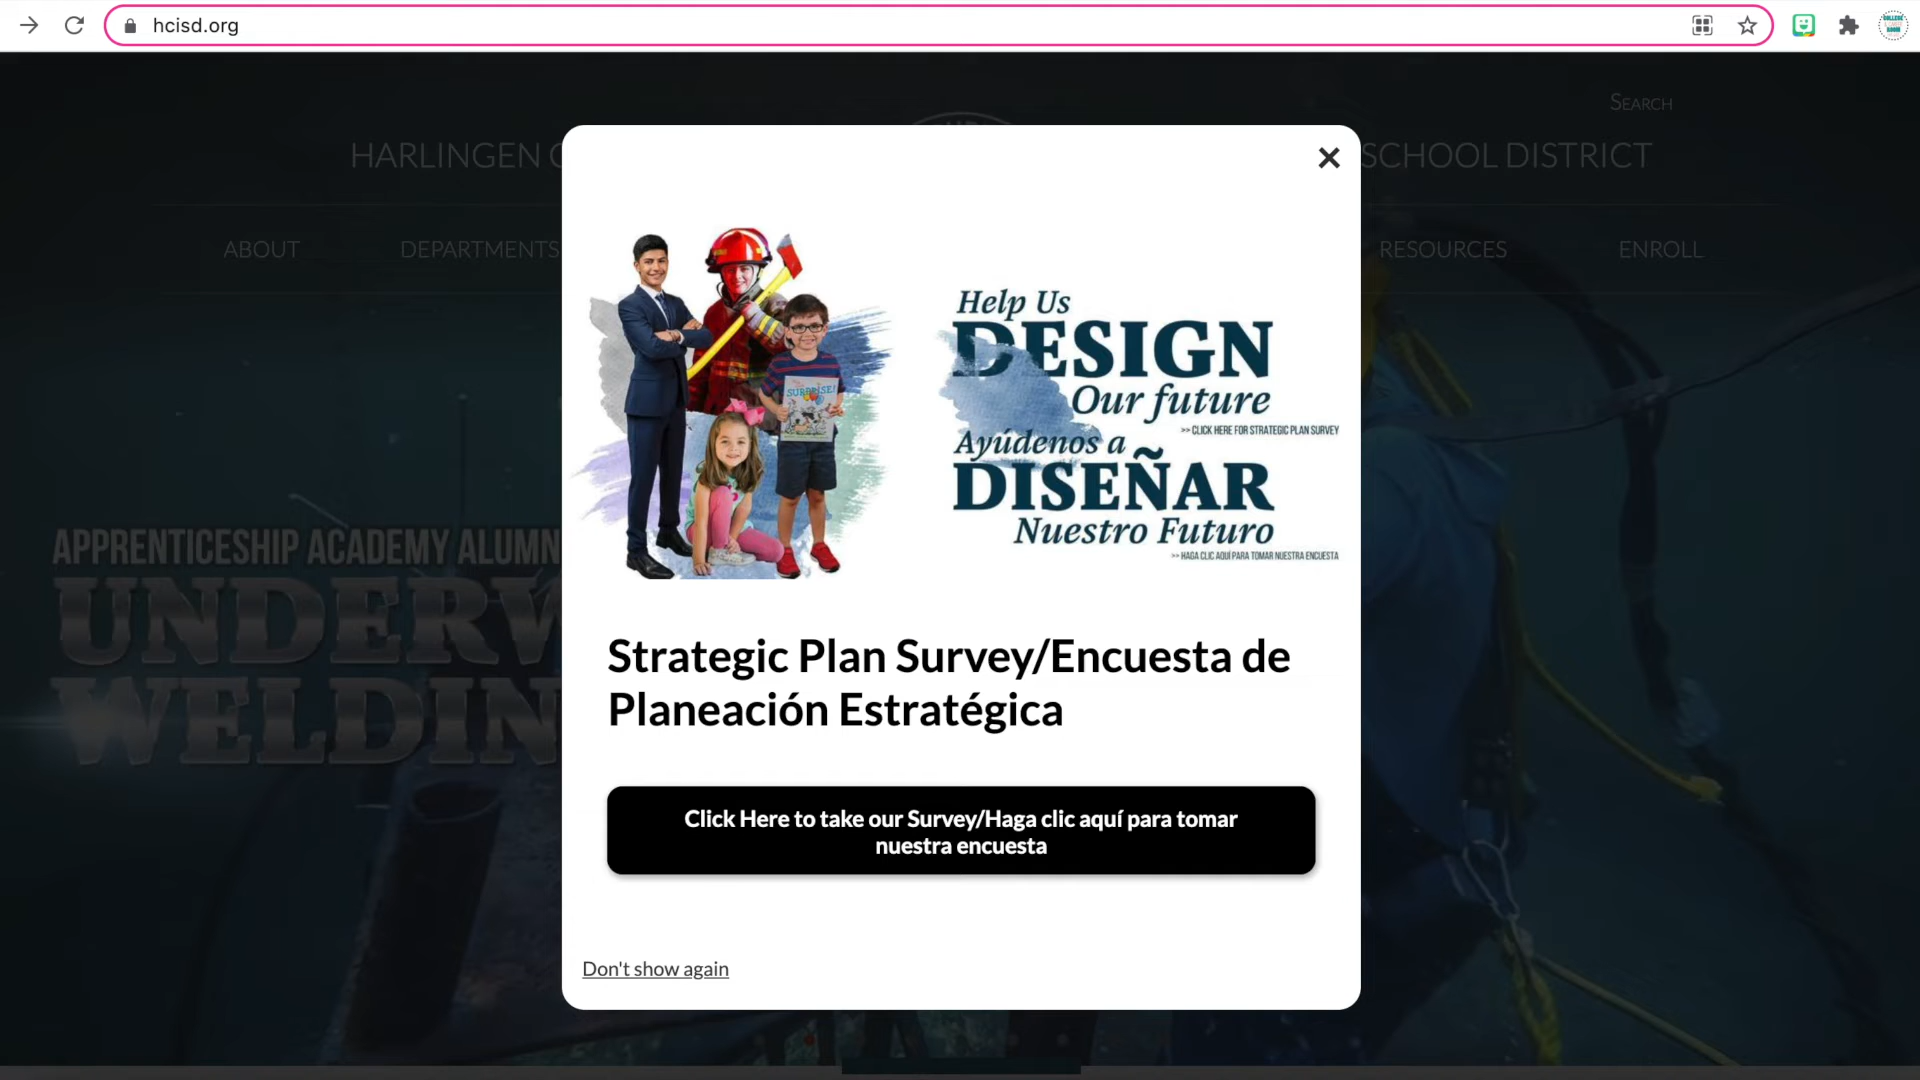 hcisd.org
SEARCH
HARLINGEN
SCHOOL DISTRICT
ABOUT
DEPARTMENTS
RESOURCES
ENROLL
Help Us
DESIGN
Our future
>> CLICK HERE FOR STRATEGIC PLAN SURVEY
Ayúdenos a
DISEÑAR
Nuestro Futuro
>> HAGA CLIC AQUÍ PARA TOMAR NUESTRA ENCUESTA
SURPRISE!
APPRENTICESHIP ACADEMY ALUMN
UNDERW
WELDIN
Strategic Plan Survey/Encuesta de
Planeación Estratégica
Click Here to take our Survey/Haga clic aquí para tomar
nuestra encuesta
Don't show again